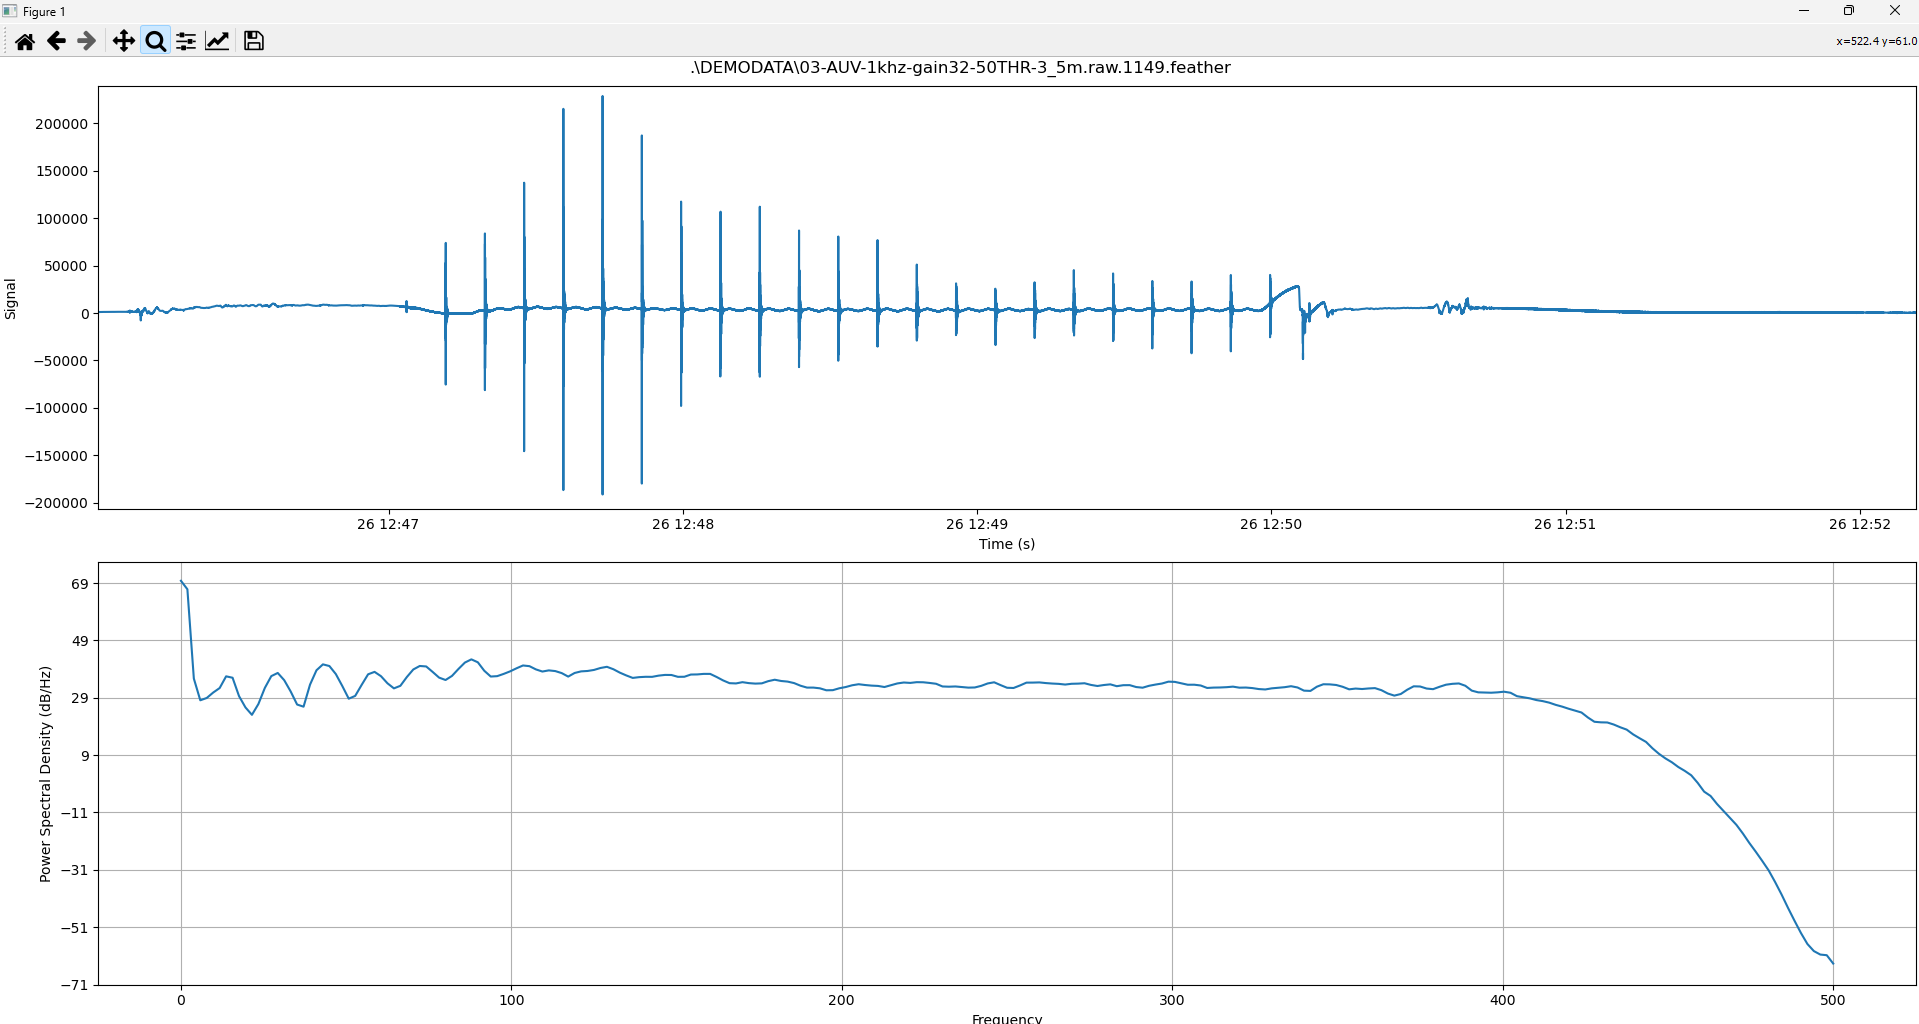 Figure 1
x=522.4 y=61.0
.\DEMODATA\03-AUV-1khz-gain32-50THR-3_5m.raw.1149.feather
200000
150000
100000
50000
0
−50000
−100000
−150000
−200000
Signal
26 12:47 26 12:48 26 12:49 26 12:50 26 12:51 26 12:52
Time (s)
69
49
29
9
−11
−31
−51
−71
Power Spectral Density (dB/Hz)
0 100 200 300 400 500
Frequency